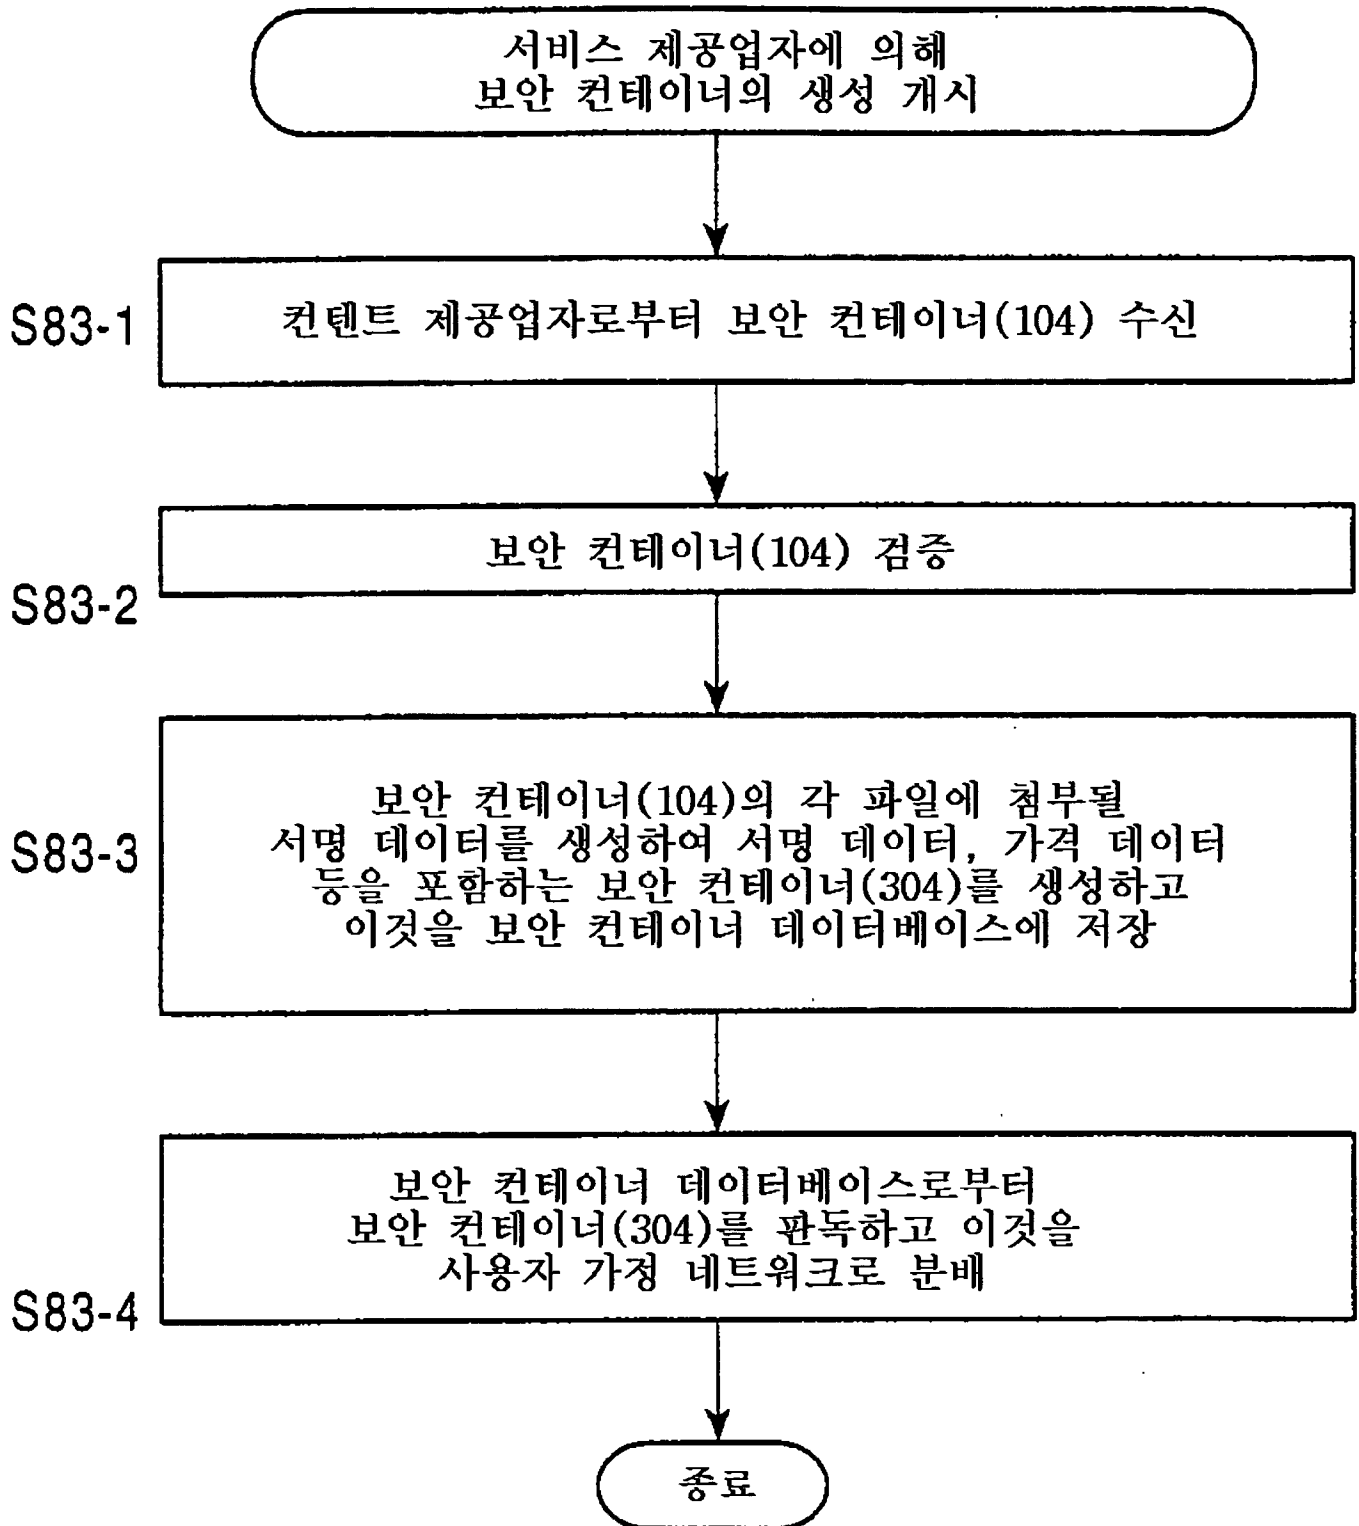 서비스 제공업자에 의해
보안 컨테이너의 생성 개시
S83-1
컨텐트 제공업자로부터 보안 컨테이너(104) 수신
S83-2
보안 컨테이너(104) 검증
S83-3
보안 컨테이너(104)의 각 파일에 첨부될
서명 데이터를 생성하여 서명 데이터, 가격 데이터
등을 포함하는 보안 컨테이너(304)를 생성하고
이것을 보안 컨테이너 데이터베이스에 저장
S83-4
보안 컨테이너 데이터베이스로부터
보안 컨테이너(304)를 판독하고 이것을
사용자 가정 네트워크로 분배
종료